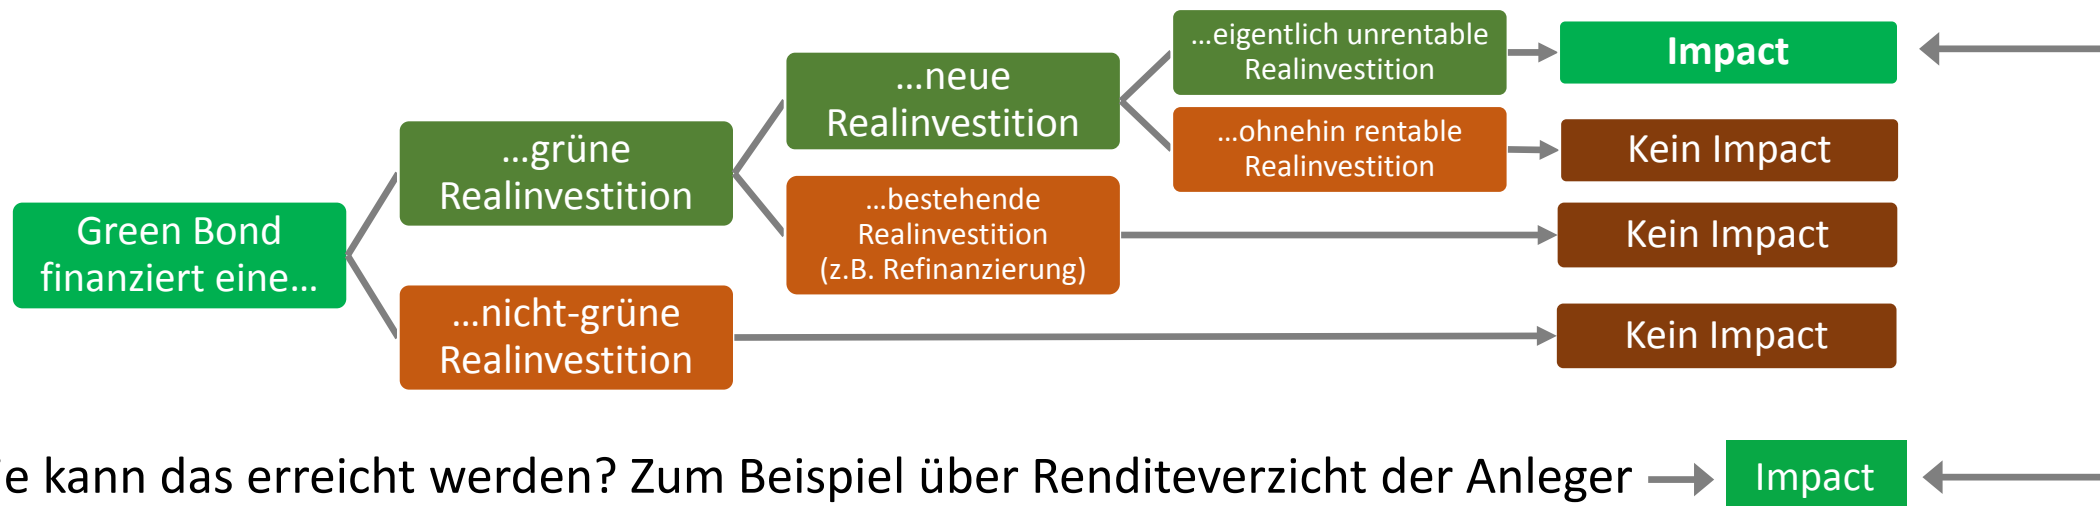 Green Bond
finanziert eine...
...grüne
Realinvestition
...nicht-grüne
Realinvestition
...neue
Realinvestition
...bestehende
Realinvestition
(z.B. Refinanzierung)
...eigentlich unrentable
Realinvestition
...ohnehin rentable
Realinvestition
Impact
Kein Impact
Kein Impact
Kein Impact
e kann das erreicht werden? Zum Beispiel über Renditeverzicht der Anleger
Impact